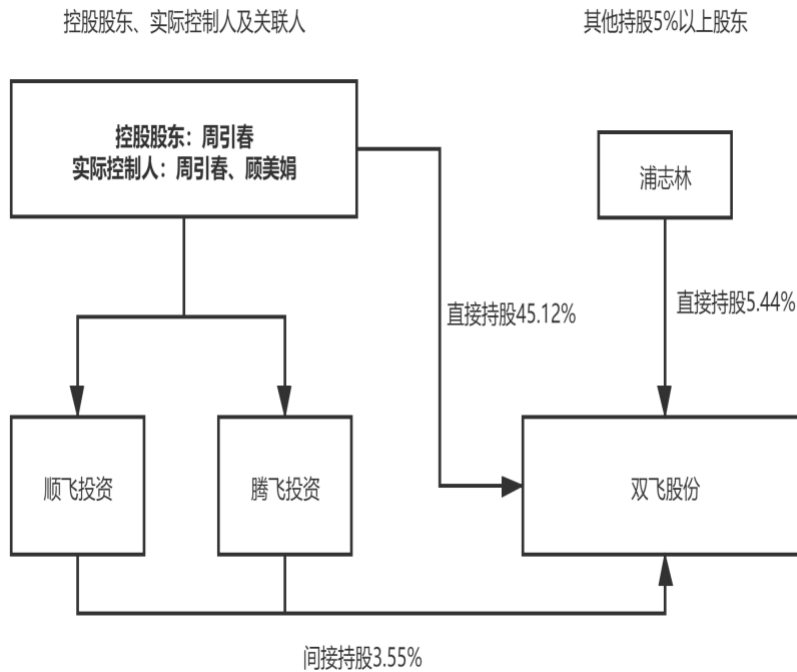 控股股东、实际控制人及关联人
其他持股5%以上股东
控股股东：周引春
实际控制人：周引春、顾美娟
浦志林
直接持股45.12%
直接持股5.44%
顺飞投资
腾飞投资
双飞股份
间接持股3.55%